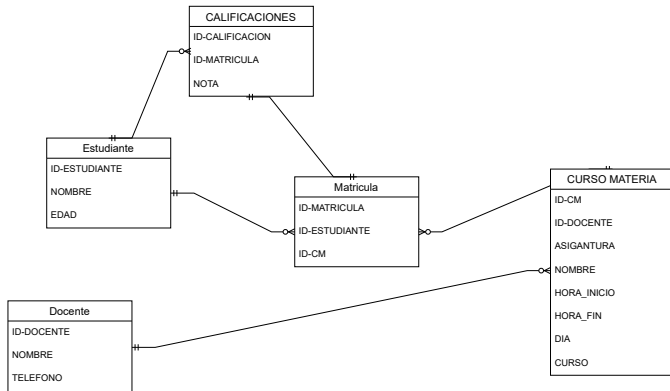 CALIFICACIONES
ID-CALIFICACION
ID-MATRICULA
NOTA
Estudiante
ID-ESTUDIANTE
NOMBRE
EDAD
Matricula
ID-MATRICULA
ID-ESTUDIANTE
ID-CM
CURSO MATERIA
ID-CM
ID-DOCENTE
ASIGANTURA
NOMBRE
HORA_INICIO
HORA_FIN
DIA
CURSO
Docente
ID-DOCENTE
NOMBRE
TELEFONO